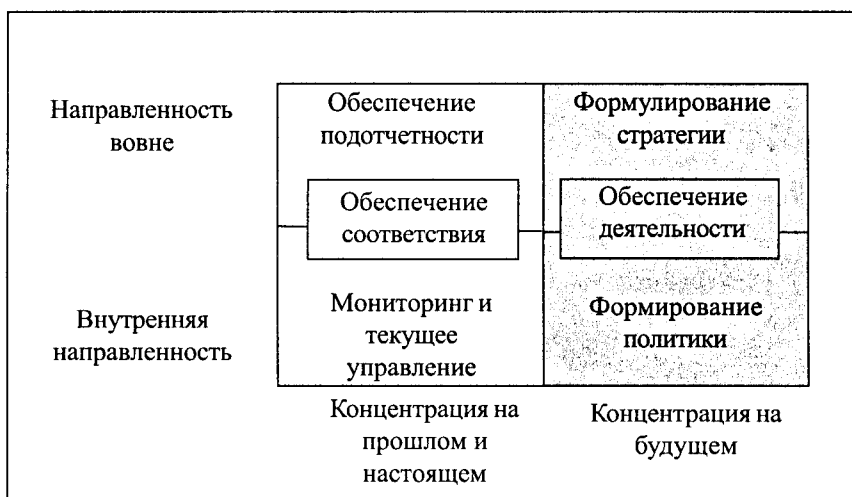 Направленность
вовне
Обеспечение
подотчетности
Формулирование
стратегии
Обеспечение
соответствия
Обеспечение
деятельности
Внутренняя
направленность
Мониторинг и
текущее
управление
Формирование
политики
Концентрация на
прошлом и
настоящем
Концентрация на
будущем